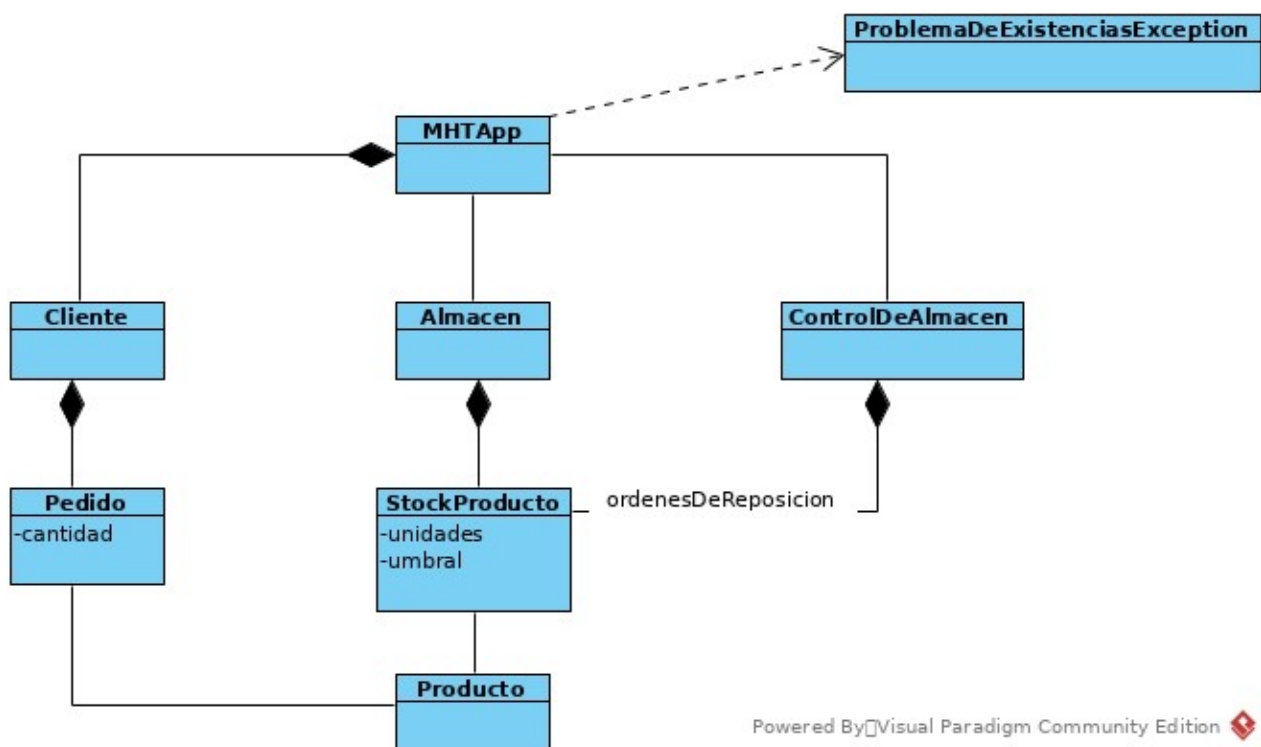 ProblemaDeExistenciasException
MHTApp
Cliente
Almacen
ControlDeAlmacen
Pedido
-cantidad
StockProducto
-unidades
-umbral
ordenesDeReposicion
Producto
Powered By▯Visual Paradigm Community Edition